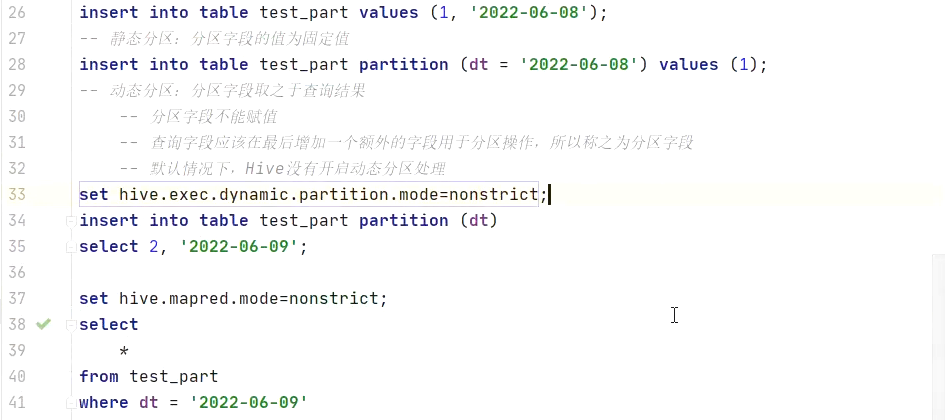 26 insert into table test_part values (1, '2022-06-08');
27 -- 静态分区: 分区字段的值为固定值
28 insert into table test_part partition (dt = '2022-06-08') values (1);
29 -- 动态分区: 分区字段取之于查询结果
30 -- 分区字段不能赋值
31 -- 查询字段应该在最后增加一个额外的字段用于分区操作，所以称之为分区字段
32 -- 默认情况下，Hive没有开启动态分区处理
33 set hive.exec.dynamic.partition.mode=nonstrict;
34 insert into table test_part partition (dt)
35 select 2, '2022-06-09';
36
37 set hive.mapred.mode=nonstrict;
38 select
39 *
40 from test_part
41 where dt = '2022-06-09'